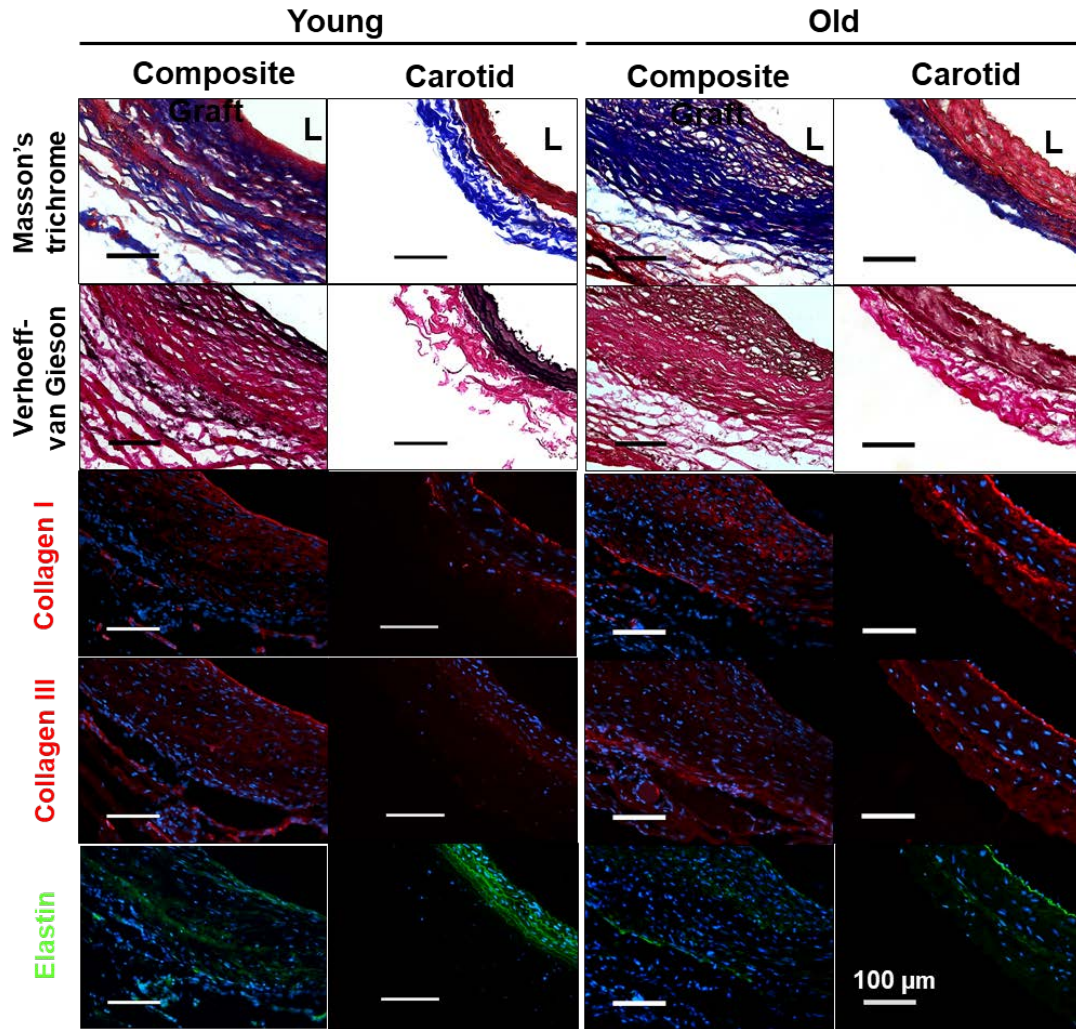 Young
Old
Composite
Graft
Carotid
Composite
Graft
Carotid
Masson's
trichrome
L
L
L
L
Verhoeff-
van Gieson
Collagen I
Collagen III
Elastin
100 µm